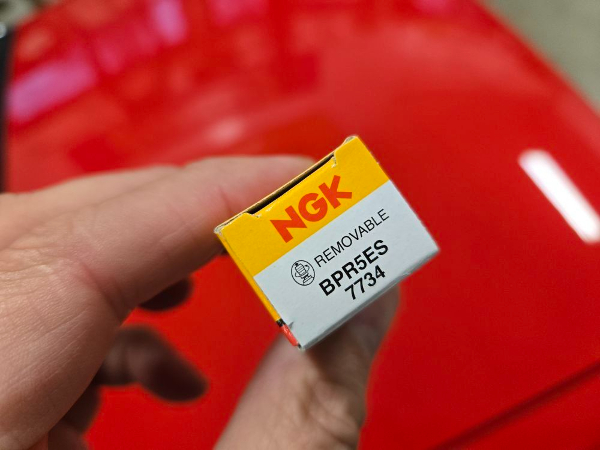 NGK
REMOVABLE
BPR5ES
7734